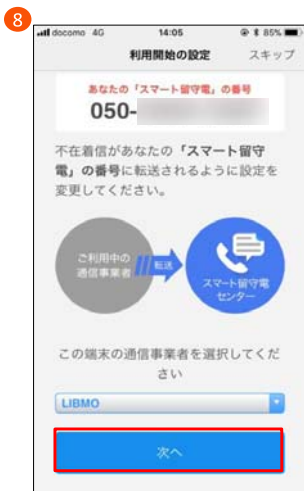 8
docomo 4G 14:05 85%
利用開始の設定 スキップ
あなたの「スマート留守電」の番号
050-
不在着信があなたの「スマート留守
電」の番号に転送されるように設定を
変更してください。
ご利用中の
通信事業者
転送
スマート留守電
センター
この端末の通信事業者を選択してくだ
さい
LIBMO
次へ